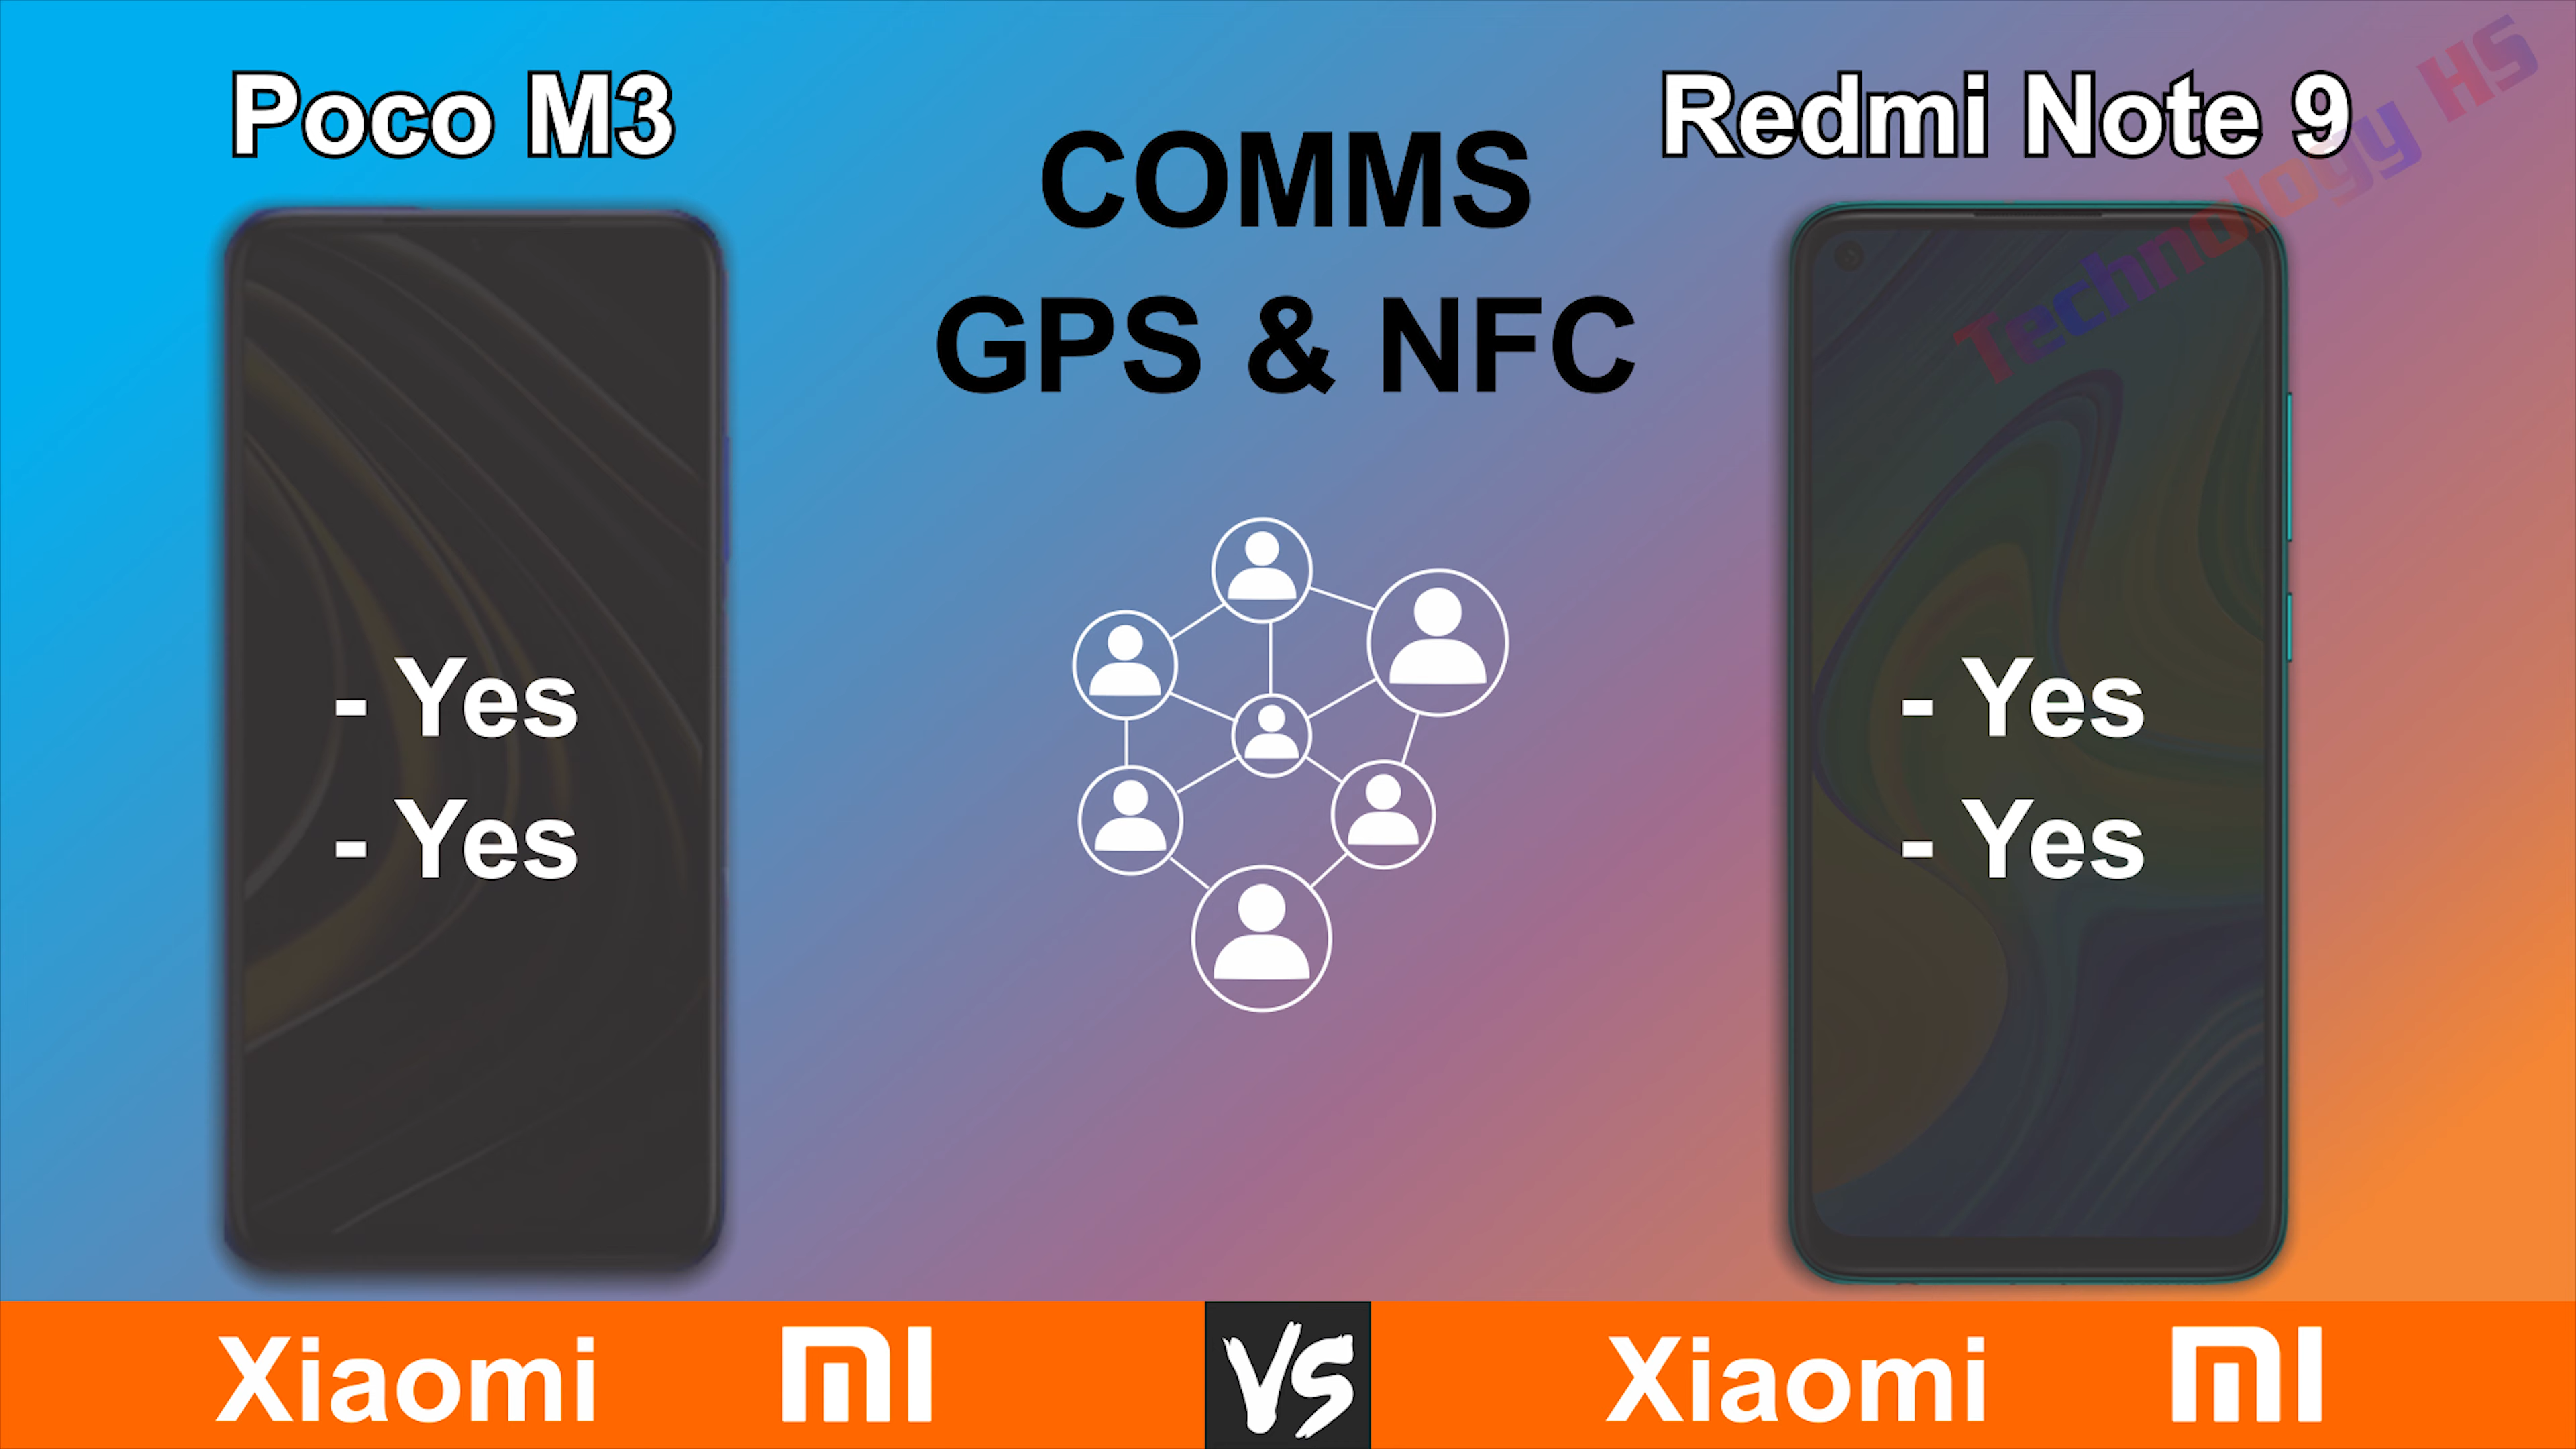 Poco M3
Redmi Note 9
Technology HS
COMMS
GPS & NFC
- Yes
- Yes
- Yes
- Yes
Xiaomi
MI
VS
Xiaomi
MI